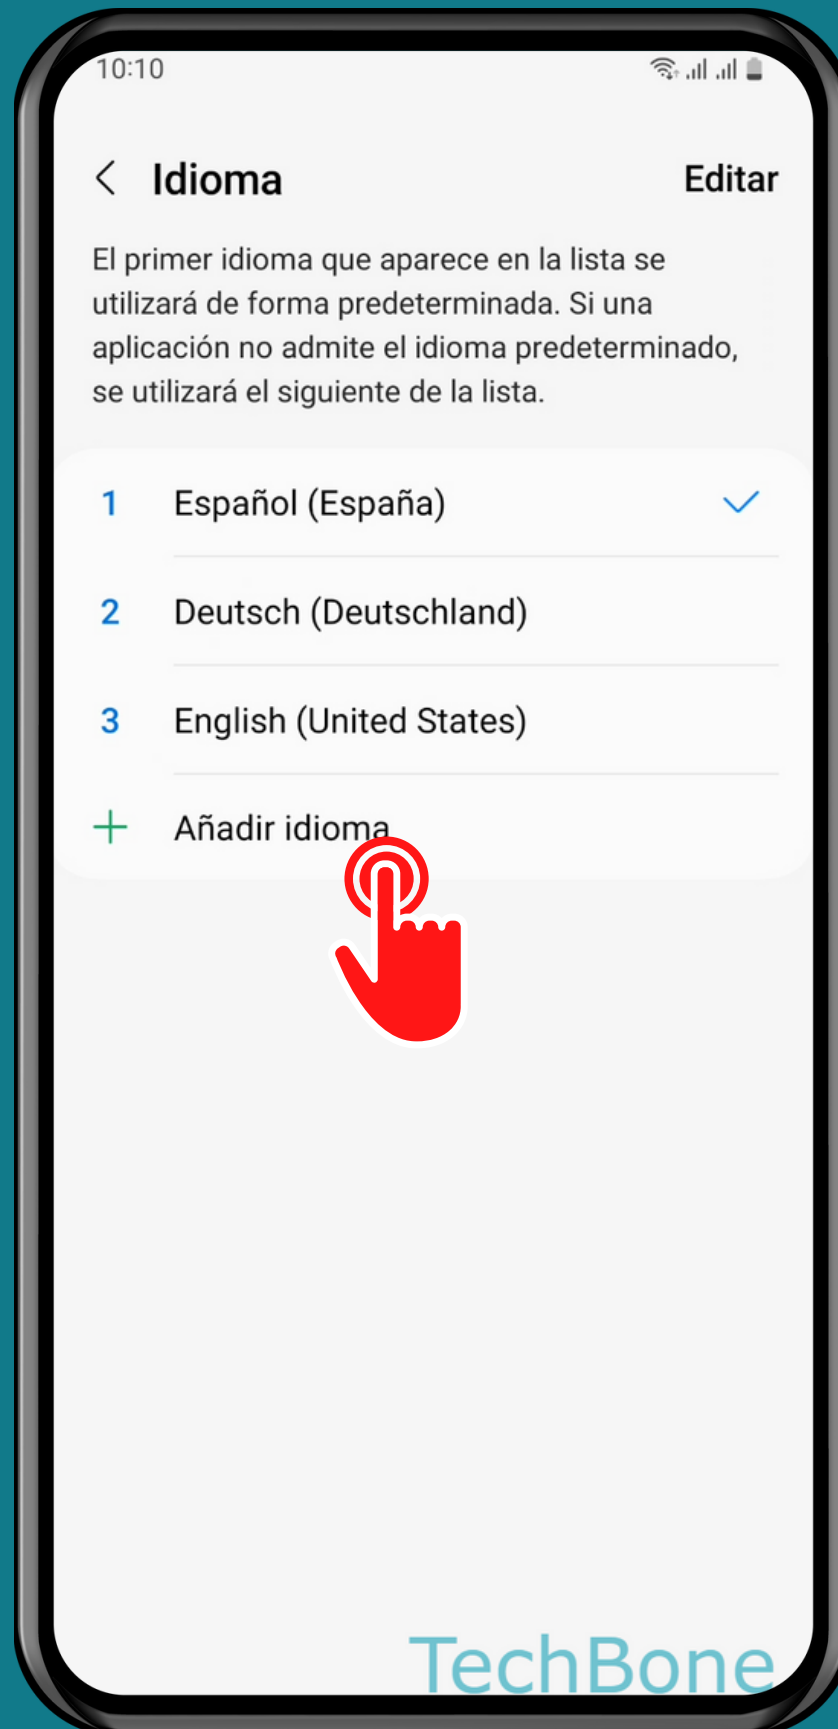 10:10
Idioma
Editar
El primer idioma que aparece en la lista se
utilizará de forma predeterminada. Si una
aplicación no admite el idioma predeterminado,
se utilizará el siguiente de la lista.
1 Español (España)
2 Deutsch (Deutschland)
3 English (United States)
+ Añadir idioma
TechBone